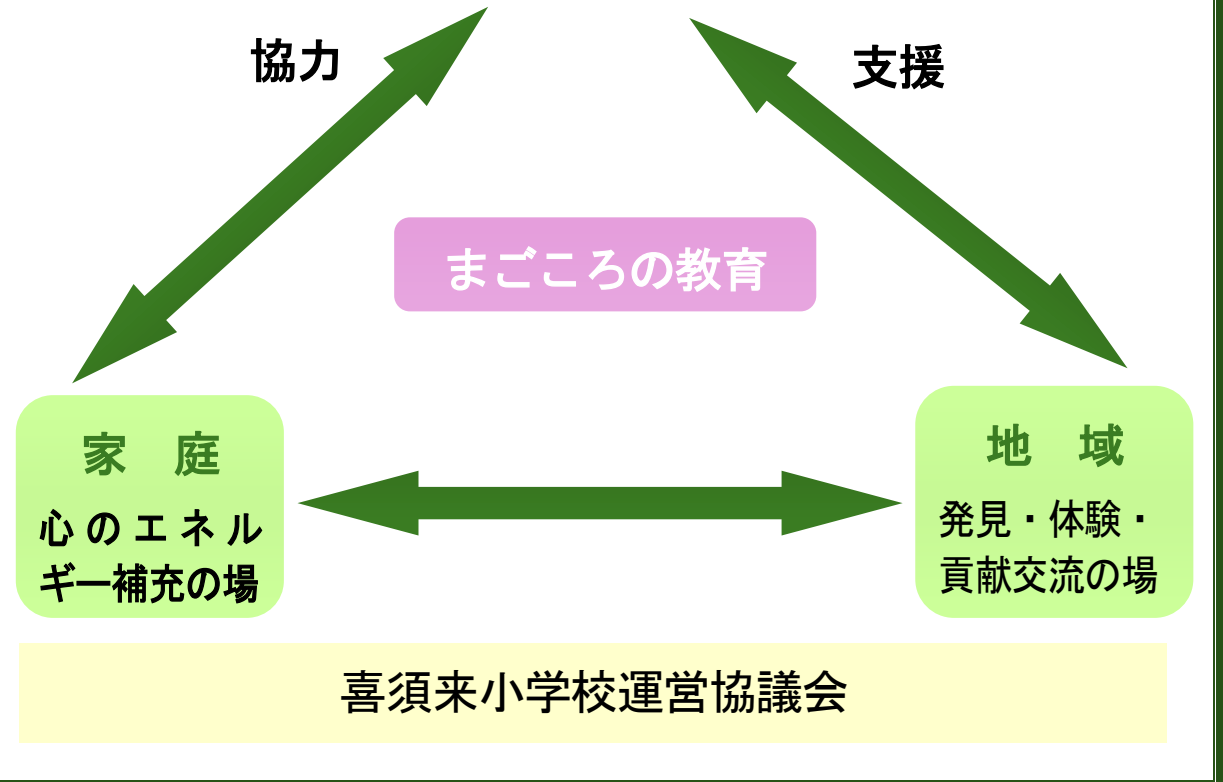 協力
支援
まごころの教育
家　庭
心のエネル
ギー補充の場
地　域
発見・体験・
貢献交流の場
喜須来小学校運営協議会